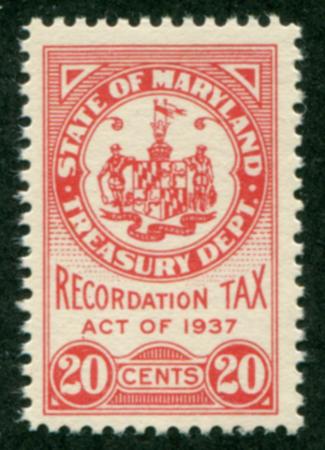 STATE OF MARYLAND
TREASURY DEPT.
RECORDATION TAX
ACT OF 1937
20 CENTS 20